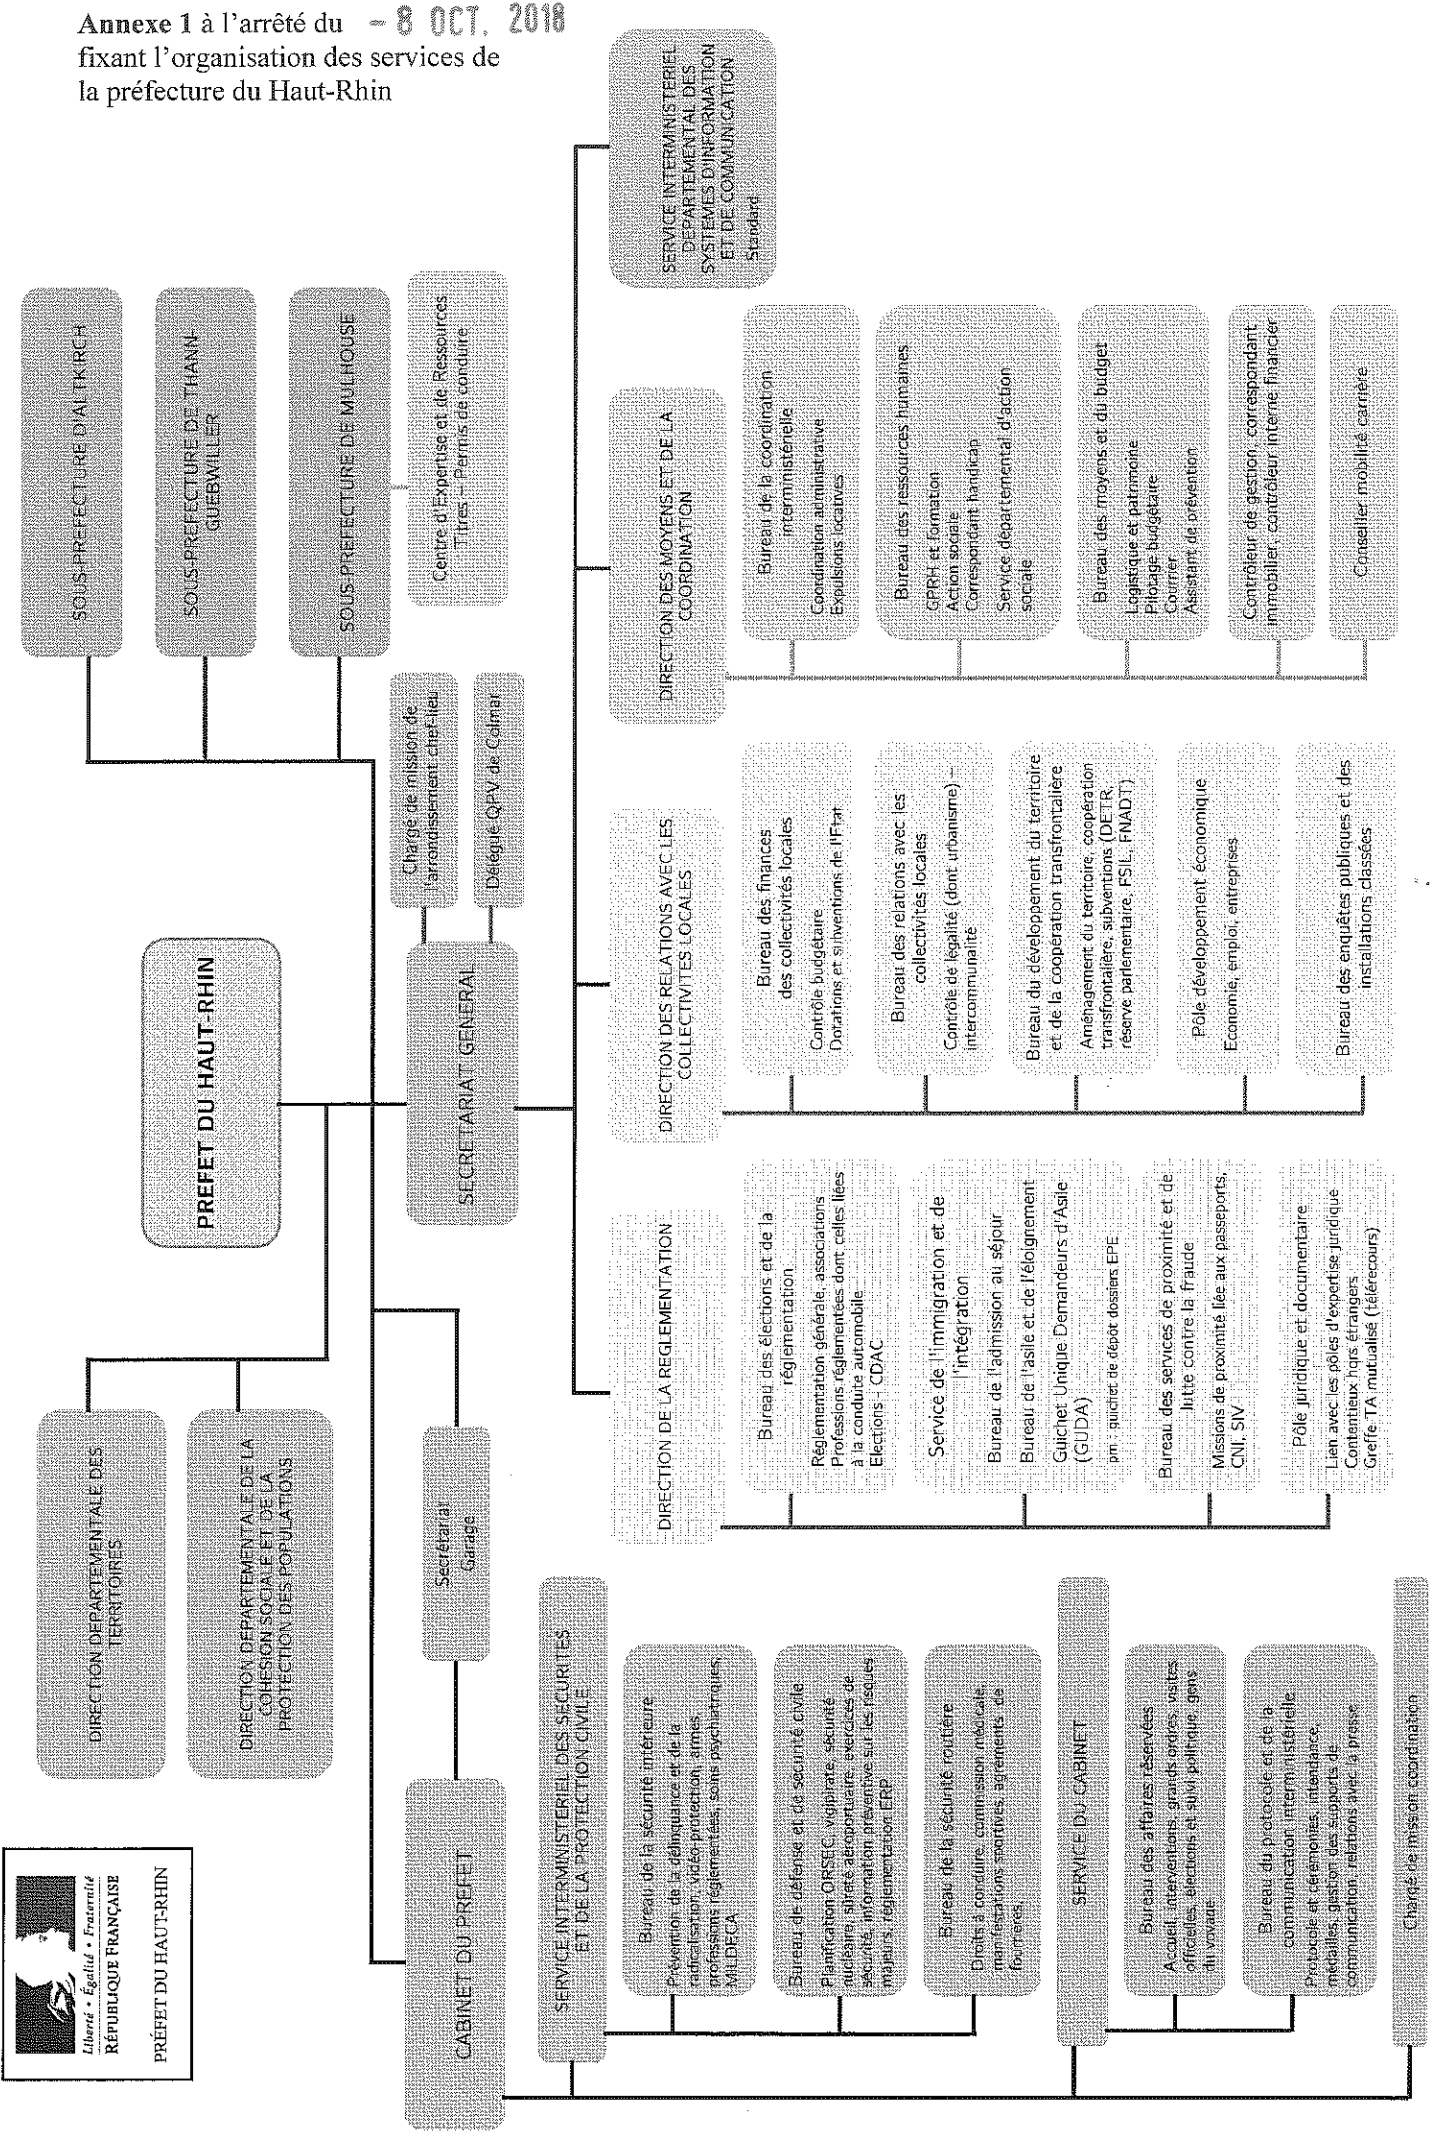 Annexe 1 à l'arrêté du - 8 OCT. 2018
fixant l'organisation des services de
la préfecture du Haut-Rhin
Liberté • Égalité • Fraternité
RÉPUBLIQUE FRANÇAISE
PRÉFET DU HAUT-RHIN
PREFET DU HAUT-RHIN
DIRECTION DEPARTEMENTALE DES
TERRITOIRES
DIRECTION DEPARTEMENTALE DE LA
COHESION SOCIALE ET DE LA
PROTECTION DES POPULATIONS
SOUS-PREFECTURE D'ALTKIRCH
SOUS-PREFECTURE DE THANN-
GUEBWILLER
SOUS-PREFECTURE DE MULHOUSE
Centre d'Expertise et de Ressources
Titres – Permis de conduire
CABINET DU PREFET
Secrétariat
Garage
SECRETARIAT GENERAL
Chargé de mission de
l'arrondissement chef-lieu
Délégué QPV de Colmar
SERVICE INTERMINISTERIEL DES SECURITES
ET DE LA PROTECTION CIVILE
Bureau de la sécurité intérieure
Prévention de la délinquance et de la
radicalisation, vidéo-protection, armes,
professions réglementées, soins psychiatriques,
MILDECA
Bureau de défense et de sécurité civile
Planification ORSEC, vigipirate, sécurité
nucléaire, sûreté aéroportuaire, exercices de
sécurité, information préventive sur les risques
majeurs, réglementation ERP
Bureau de la sécurité routière
Droits à conduire, commission médicale,
manifestations sportives, agréments de
fourrières
SERVICE DU CABINET
Bureau des affaires réservées
Accueil, interventions, grands ordres, visites
officielles, élections et suivi politique, gens
du voyage
Bureau du protocole et de la
communication interministérielle
Protocole et cérémonies, intendance,
médailles, gestion des supports de
communication, relations avec la presse
Chargé de mission coordination
DIRECTION DE LA REGLEMENTATION
Bureau des élections et de la
réglementation
Réglementation générale, associations
Professions réglementées dont celles liées
à la conduite automobile
Elections – CDAC
Service de l'immigration et de
l'intégration
Bureau de l'admission au séjour
Bureau de l'asile et de l'éloignement
Guichet Unique Demandeurs d'Asile
(GUDA)
pm : guichet de dépôt dossiers EPE
Bureau des services de proximité et de
lutte contre la fraude
Missions de proximité liée aux passeports,
CNI, SIV
Pôle juridique et documentaire
Lien avec les pôles d'expertise juridique
Contentieux hors étrangers
Greffe TA mutualisé (télérecours)
DIRECTION DES RELATIONS AVEC LES
COLLECTIVITES LOCALES
Bureau des finances
des collectivités locales
Contrôle budgétaire
Dotations et subventions de l'Etat
Bureau des relations avec les
collectivités locales
Contrôle de légalité (dont urbanisme) –
intercommunalité
Bureau du développement du territoire
et de la coopération transfrontalière
Aménagement du territoire, coopération
transfrontalière, subventions (DETR,
réserve parlementaire, FSIL, FNADT)
Pôle développement économique
Economie, emploi, entreprises
Bureau des enquêtes publiques et des
installations classées
DIRECTION DES MOYENS ET DE LA
COORDINATION
Bureau de la coordination
interministérielle
Coordination administrative
Expulsions locatives
Bureau des ressources humaines
GPRH et formation
Action sociale
Correspondant handicap
Service départemental d'action
sociale
Bureau des moyens et du budget
Logistique et patrimoine
Pilotage budgétaire
Courrier
Assistant de prévention
Contrôleur de gestion, correspondant
immobilier, contrôleur interne financier
Conseiller mobilité carrière
SERVICE INTERMINISTERIEL
DEPARTEMENTAL DES
SYSTEMES D'INFORMATION
ET DE COMMUNICATION
Standard